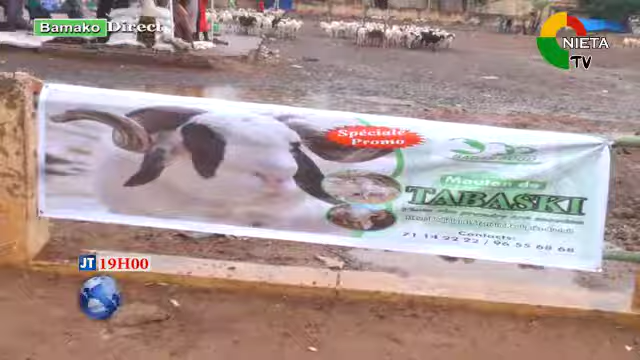 Bamako Direct
NIETA
TV
Spéciale
Promo
Mouton de
TABASKI
Contacts:
71 14 22 22 / 96 55 68 68
JT 19H00